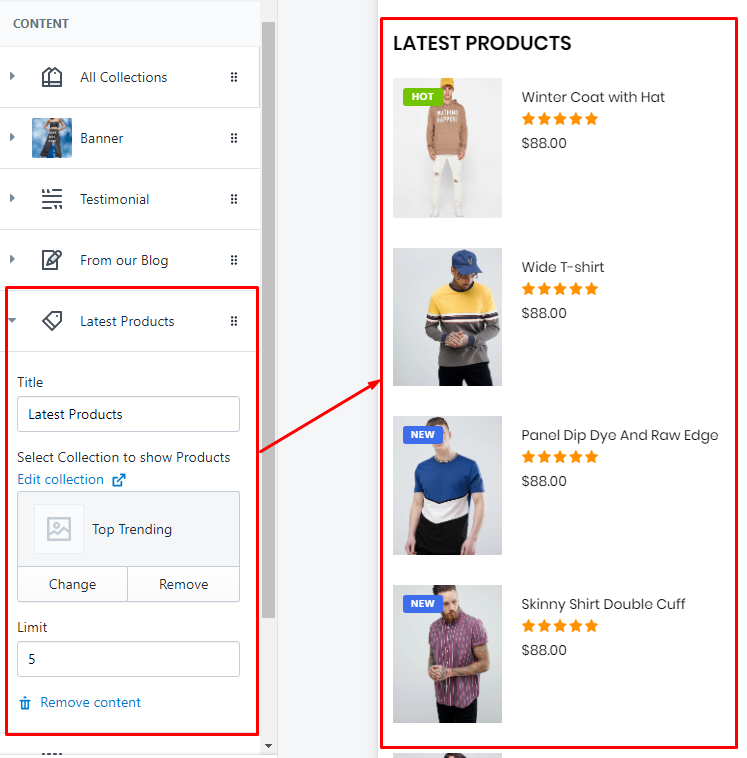 CONTENT
All Collections
Banner
Testimonial
From our Blog
Latest Products
Title
Latest Products
Select Collection to show Products
Edit collection
Top Trending
Change
Remove
Limit
5
Remove content
LATEST PRODUCTS
HOT
NOTHING
HAPPENS
Winter Coat with Hat
$88.00
Wide T-shirt
$88.00
NEW
Panel Dip Dye And Raw Edge
$88.00
NEW
Skinny Shirt Double Cuff
$88.00